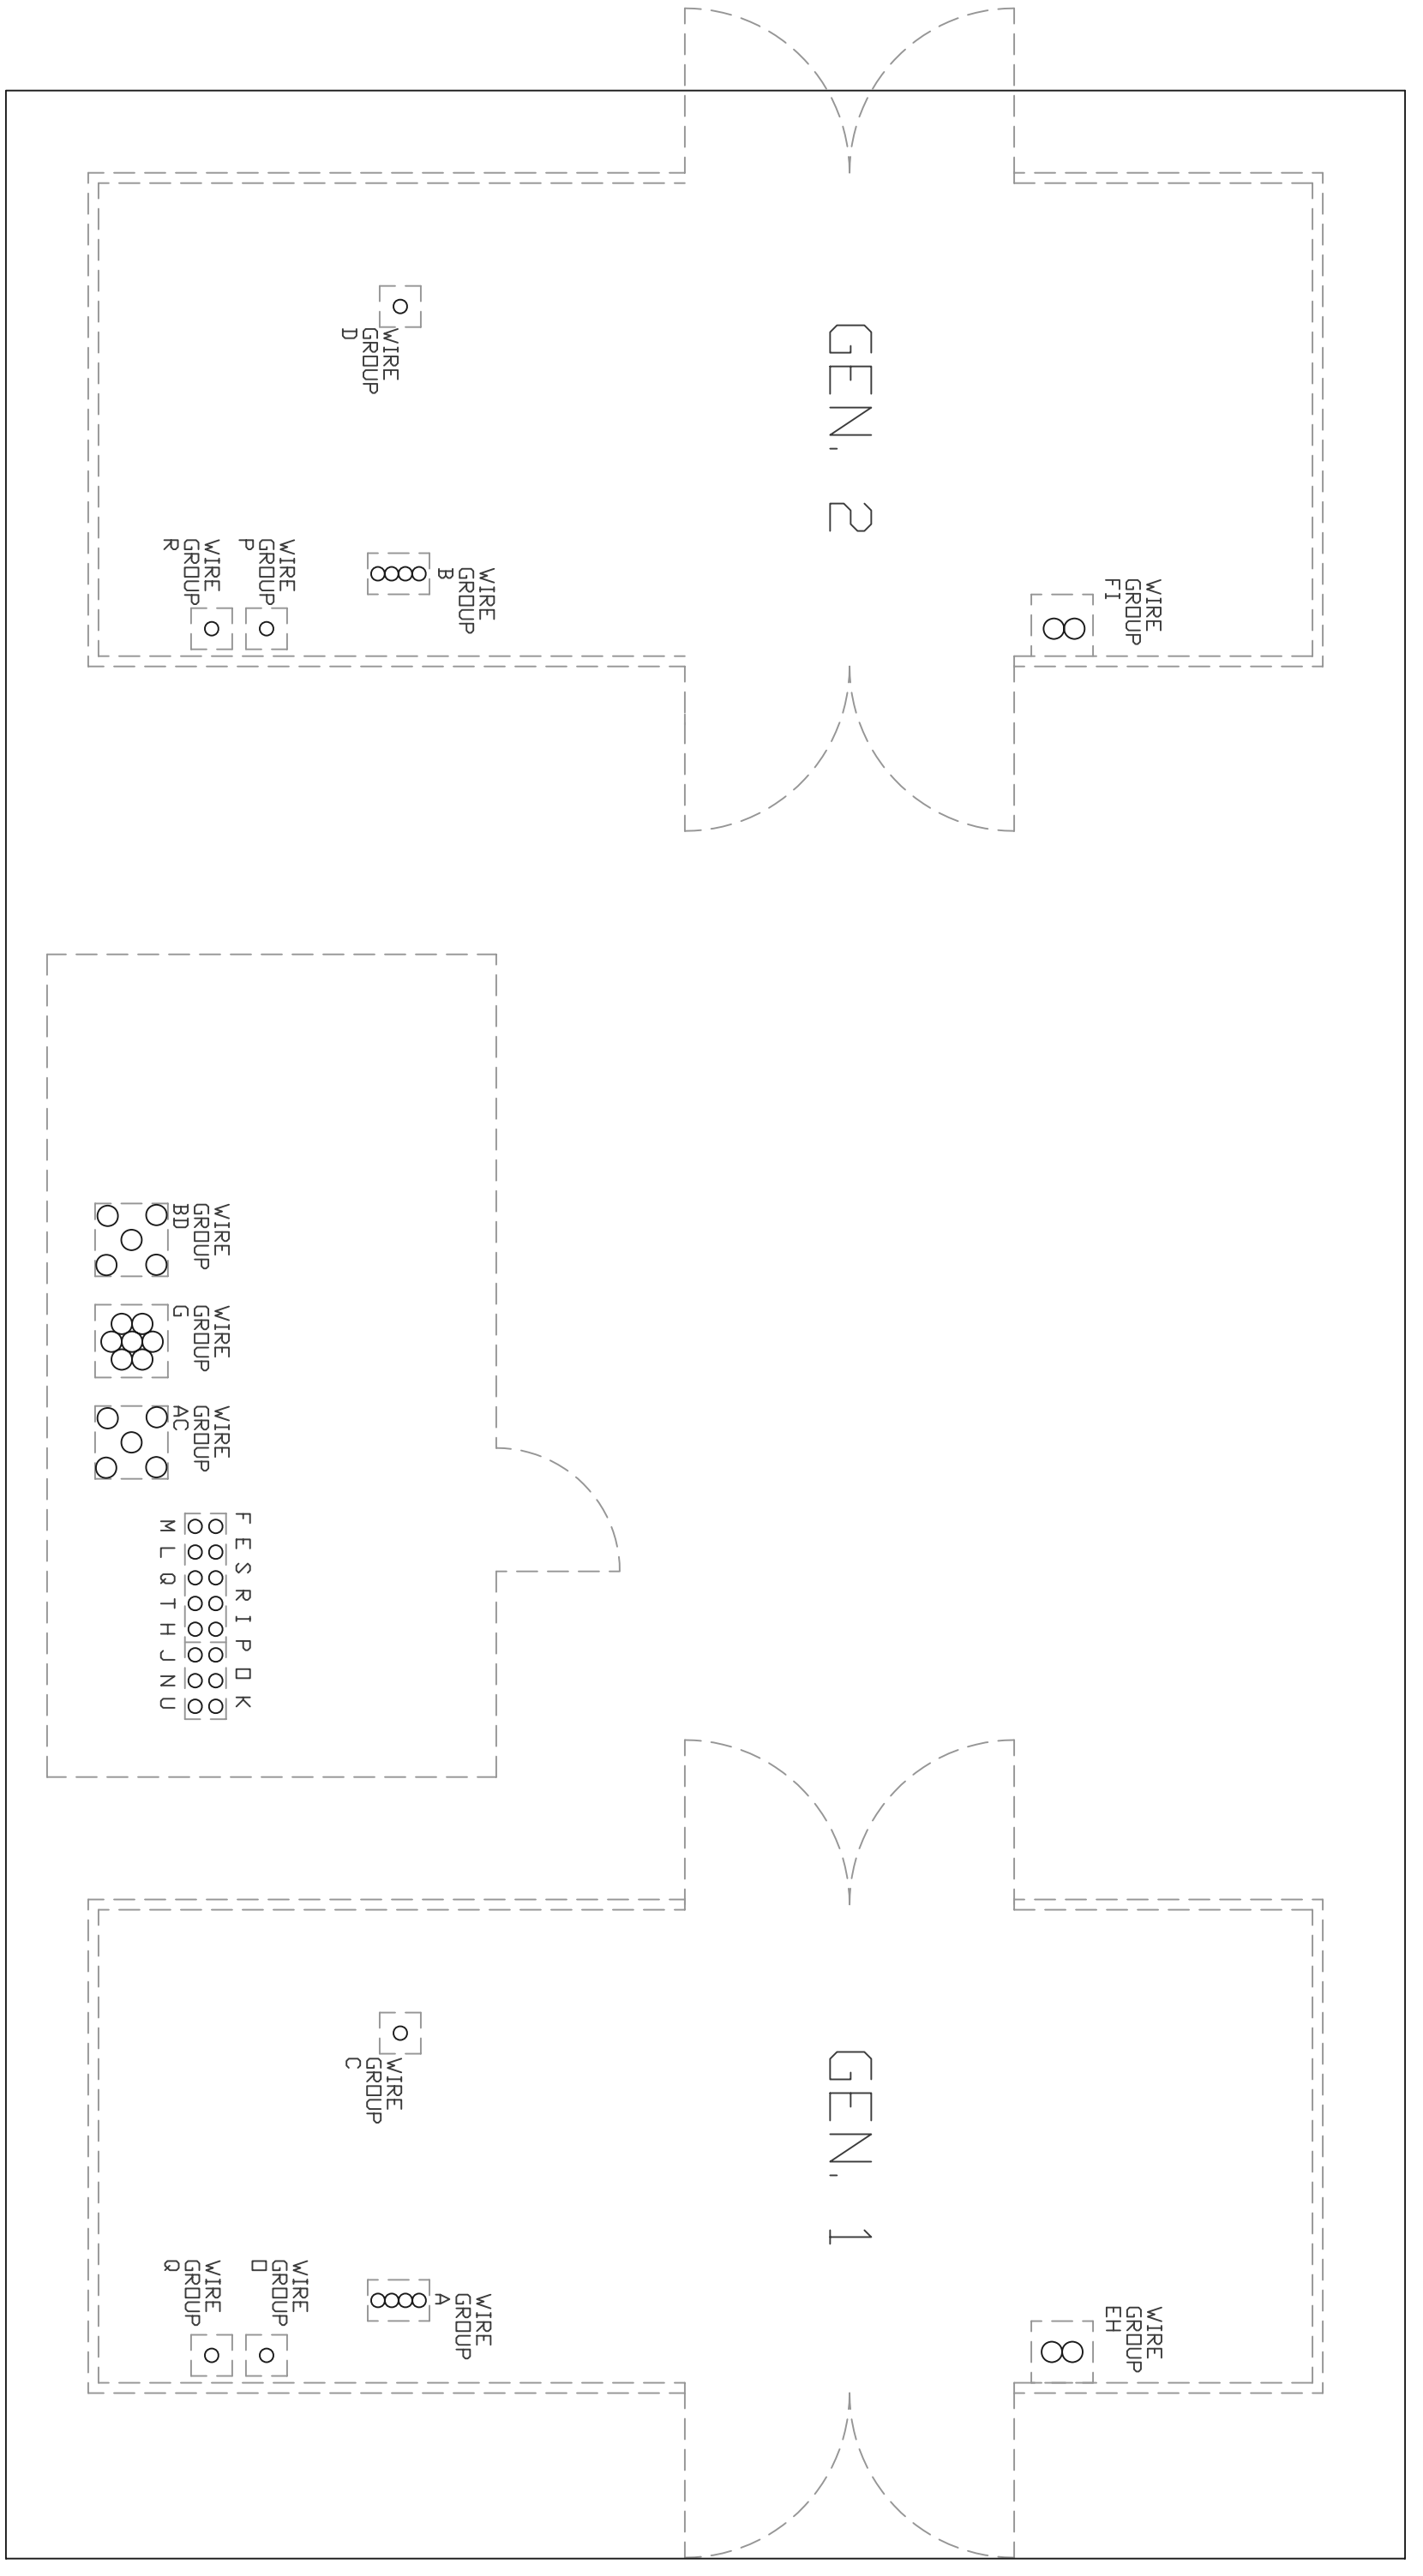 GEN. 2
WIRE
GROUP
D
WIRE
GROUP
R
WIRE
GROUP
P
WIRE
GROUP
B
WIRE
GROUP
FI
WIRE
GROUP
BD
WIRE
GROUP
G
WIRE
GROUP
AC
F E S R I P O K
M L Q T H J N U
GEN. 1
WIRE
GROUP
C
WIRE
GROUP
Q
WIRE
GROUP
O
WIRE
GROUP
A
WIRE
GROUP
EH